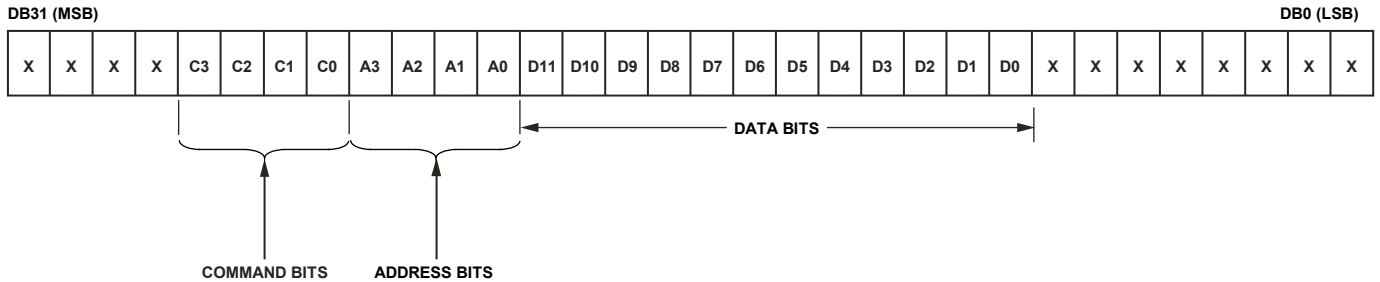 DB31 (MSB) DB0 (LSB)
X X X X C3 C2 C1 C0 A3 A2 A1 A0 D11 D10 D9 D8 D7 D6 D5 D4 D3 D2 D1 D0 X X X X X X X X
DATA BITS
COMMAND BITS ADDRESS BITS